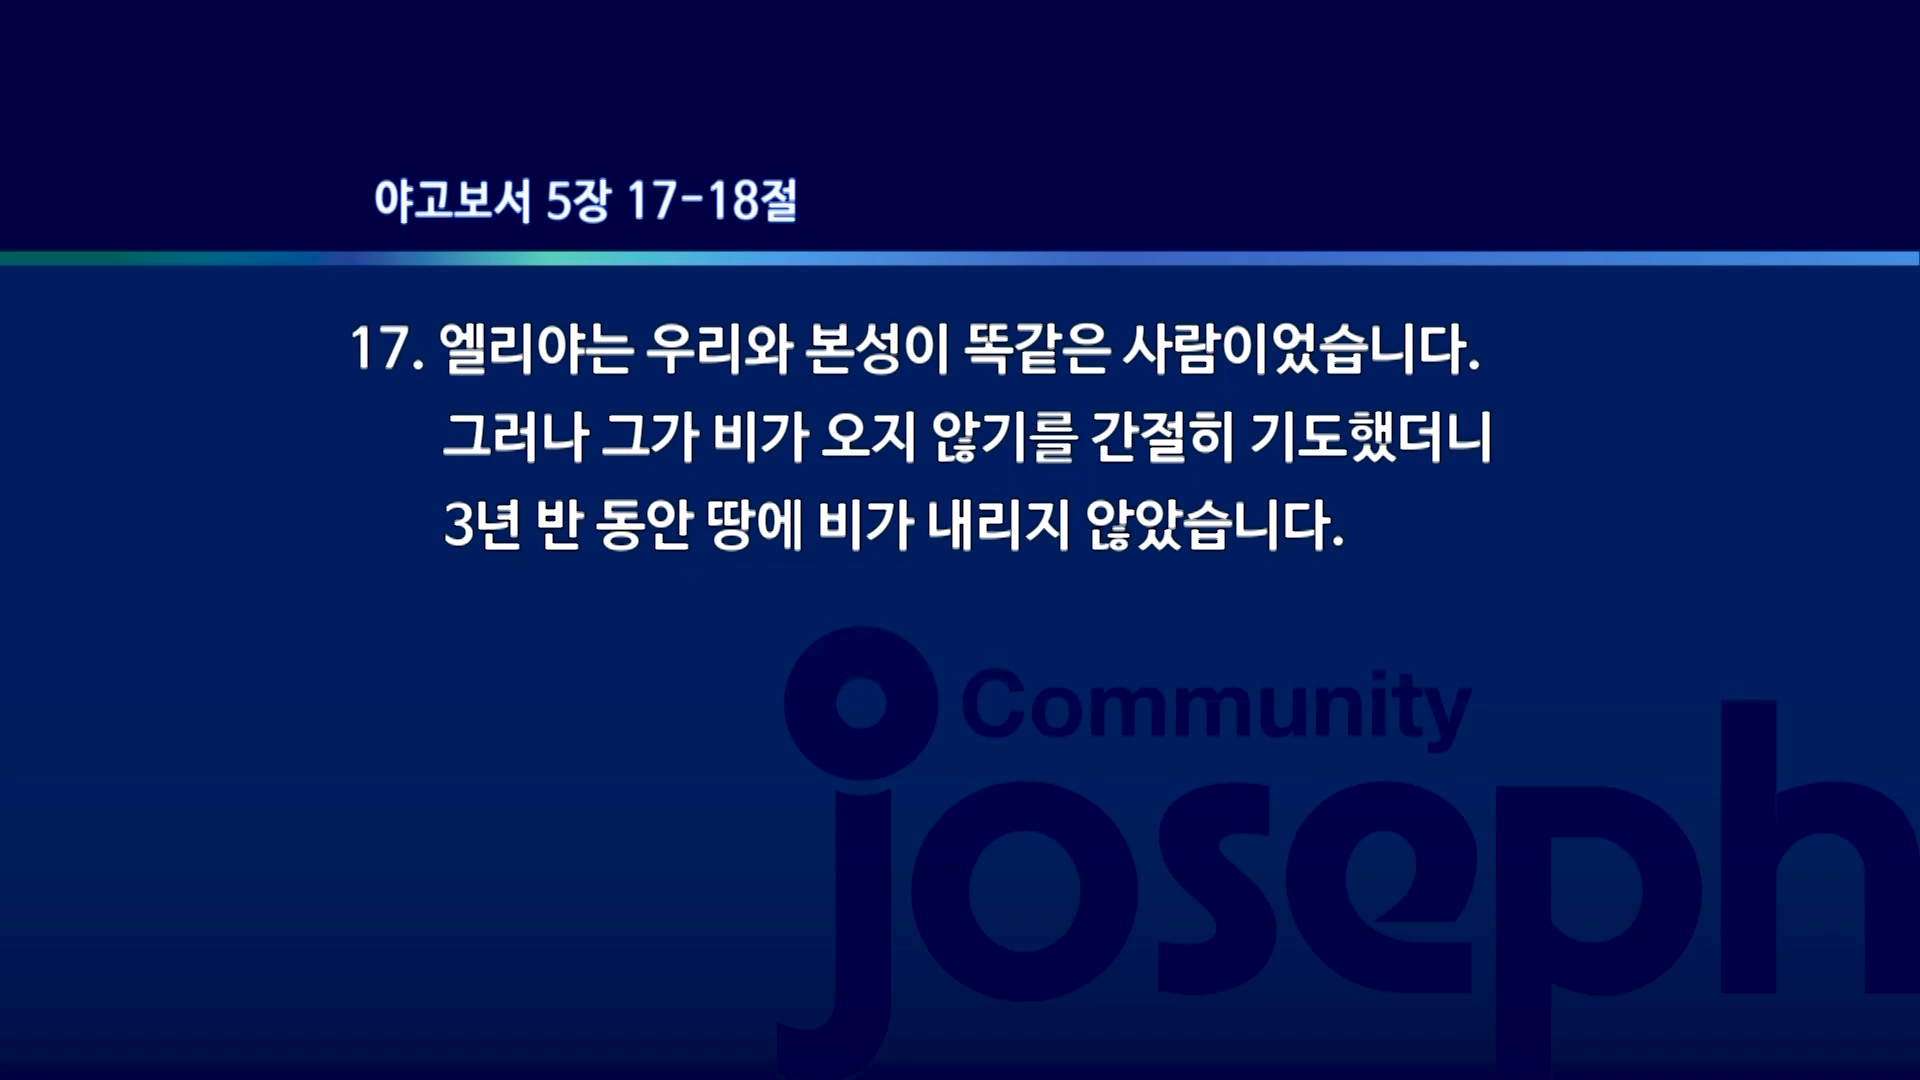 야고보서 5장 17-18절
17. 엘리야는 우리와 본성이 똑같은 사람이었습니다.
그러나 그가 비가 오지 않기를 간절히 기도했더니
3년 반 동안 땅에 비가 내리지 않았습니다.
Community
joseph